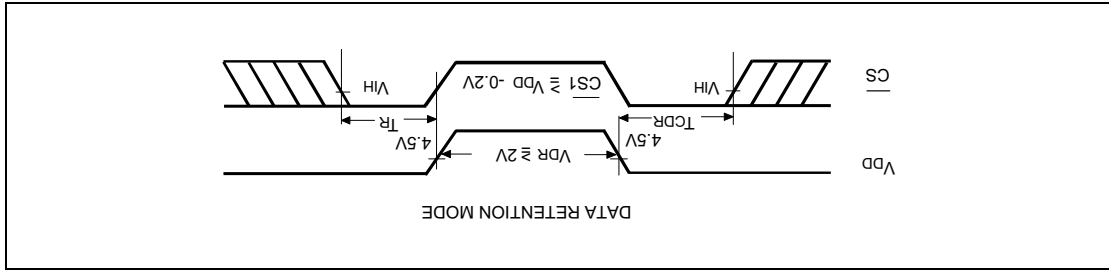 DATA RETENTION MODE
VDD
4.5V VDR ≧ 2V 4.5V
TCDR TR
CS VIH CS1 ≧ VDD -0.2V VIH